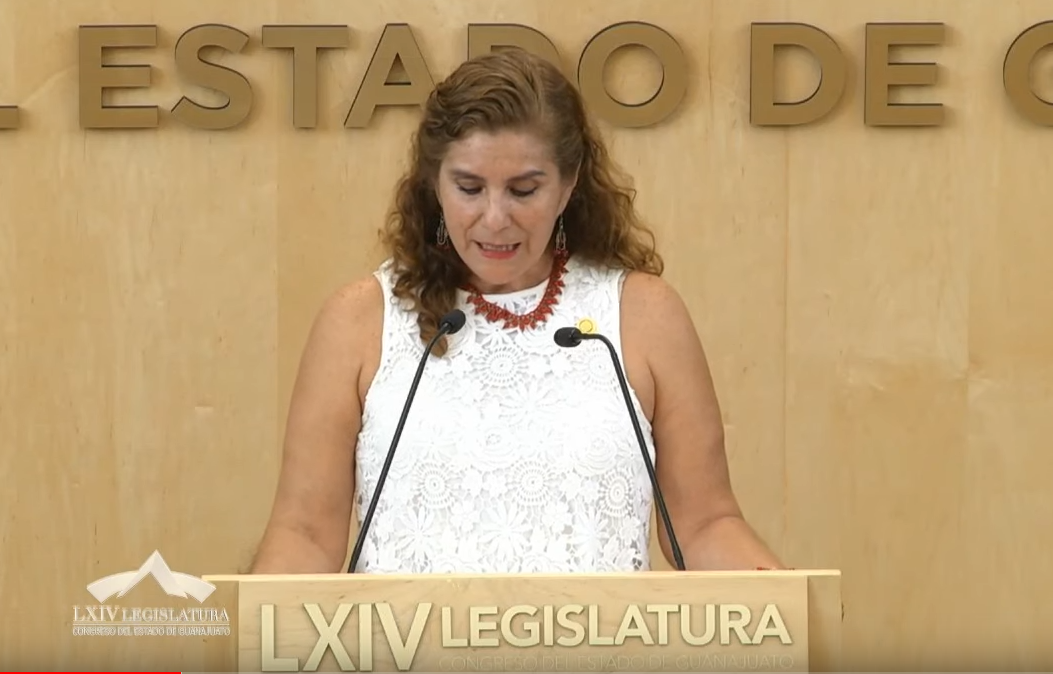 ESTADO DE
LXIV LEGISLATURA
CONGRESO DEL ESTADO DE GUANAJUATO
LXIV LEGISLATURA
CONGRESO DEL ESTADO DE GUANAJUATO